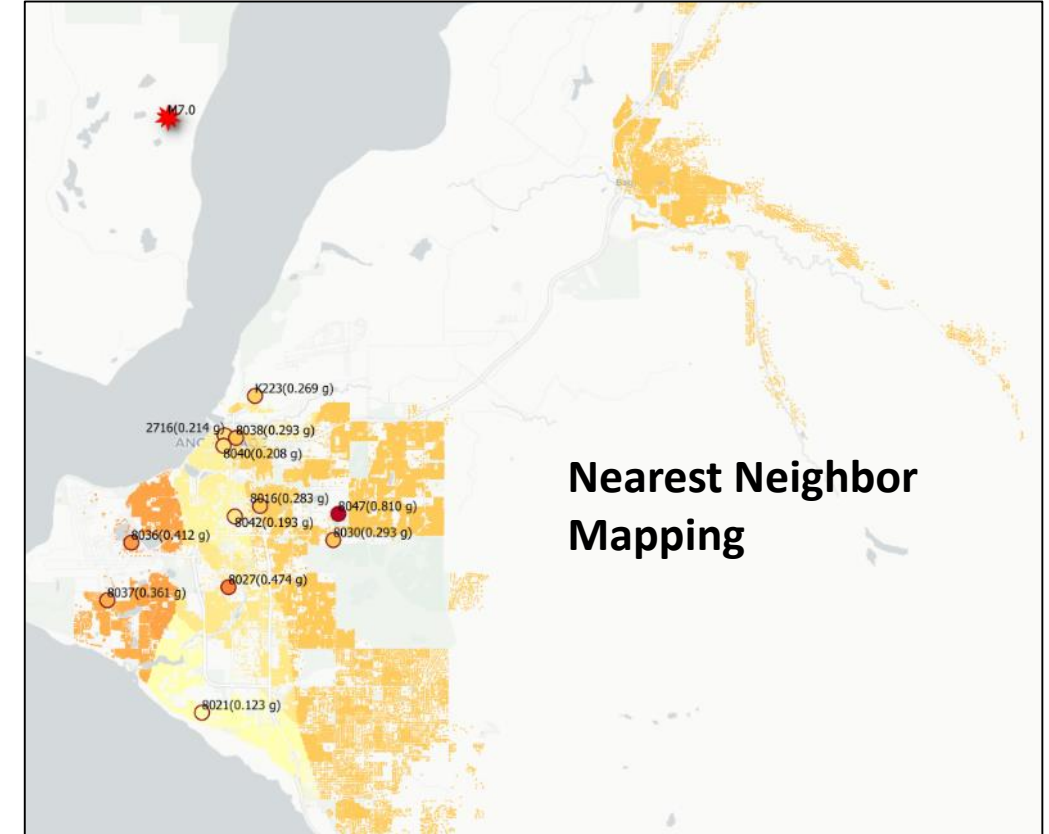 M7.0
K223(0.269 g)
2716(0.214 g)
8038(0.293 g)
8040(0.208 g)
8016(0.283 g)
8047(0.810 g)
8042(0.193 g)
8036(0.412 g)
8030(0.293 g)
8027(0.474 g)
8037(0.361 g)
8021(0.123 g)
Nearest Neighbor
Mapping